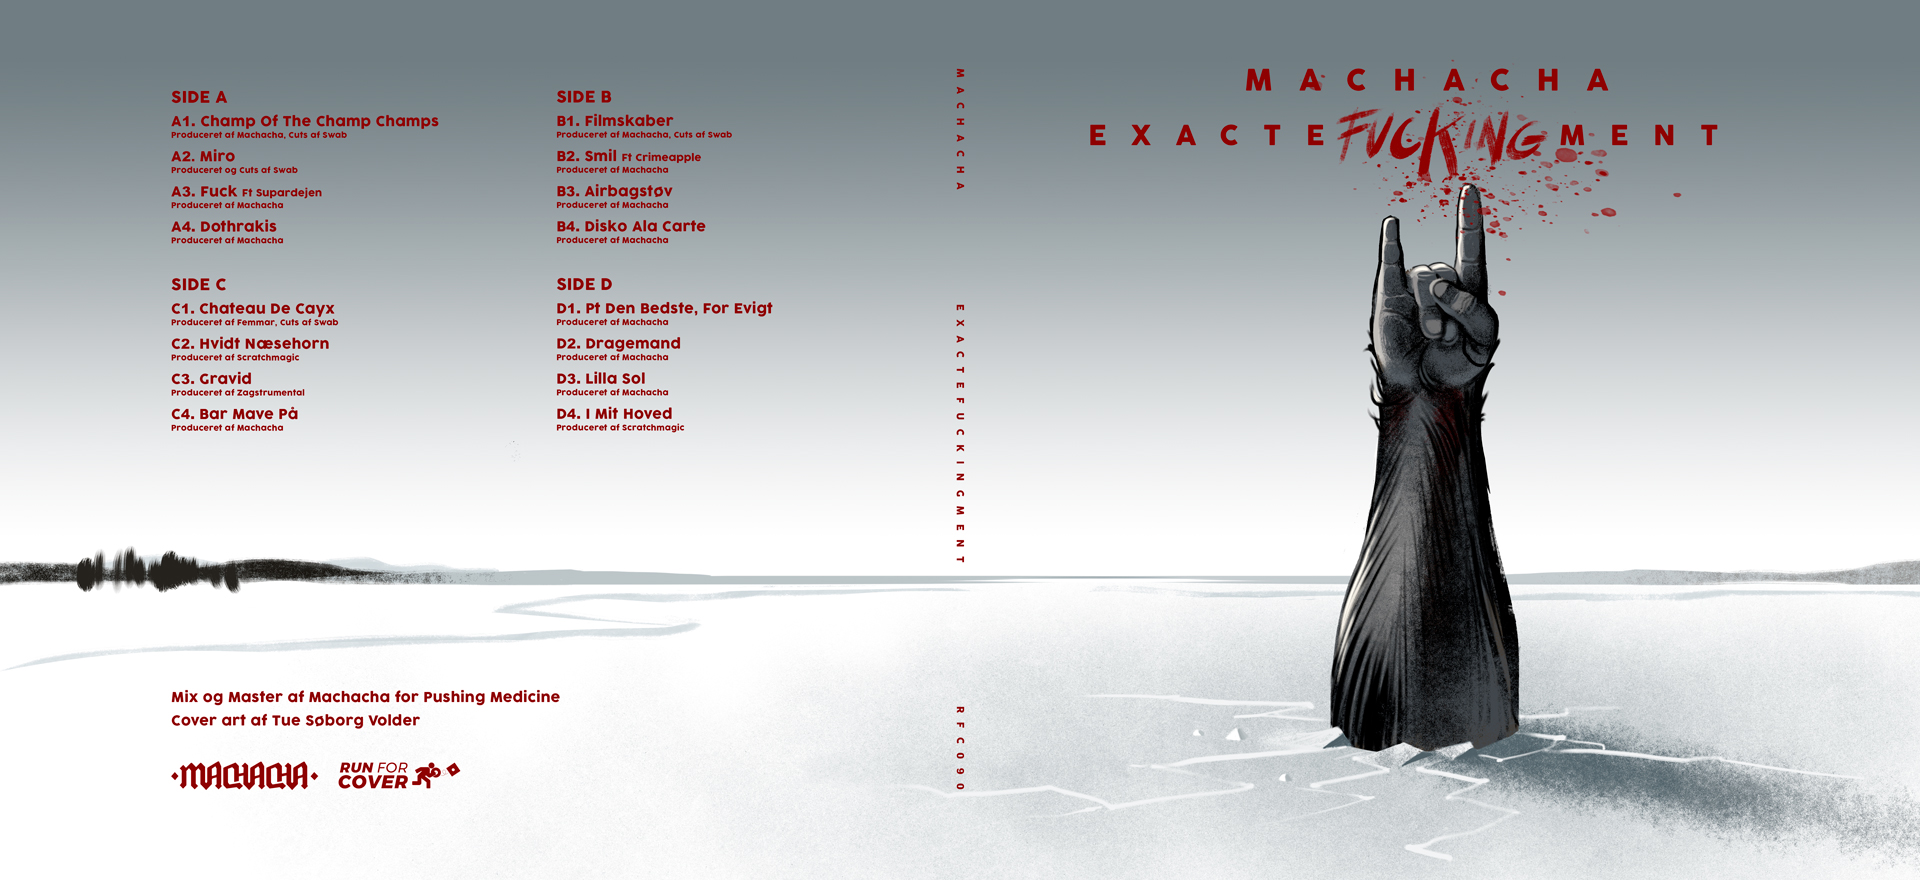 SIDE A
A1. Champ Of The Champ Champs
Produceret af Machacha, Cuts af Swab
A2. Miro
Produceret og Cuts af Swab
A3. Fuck Ft Supardejen
Produceret af Machacha
A4. Dothrakis
Produceret af Machacha
SIDE B
B1. Filmskaber
Produceret af Machacha, Cuts af Swab
B2. Smil Ft Crimeapple
Produceret af Machacha
B3. Airbagstøv
Produceret af Machacha
B4. Disko Ala Carte
Produceret af Machacha
SIDE C
C1. Chateau De Cayx
Produceret af Femmar, Cuts af Swab
C2. Hvidt Næsehorn
Produceret af Scratchmagic
C3. Gravid
Produceret af Zagstrumental
C4. Bar Mave På
Produceret af Machacha
SIDE D
D1. Pt Den Bedste, For Evigt
Produceret af Machacha
D2. Dragemand
Produceret af Machacha
D3. Lilla Sol
Produceret af Machacha
D4. I Mit Hoved
Produceret af Scratchmagic
Mix og Master af Machacha for Pushing Medicine
Cover art af Tue Søborg Volder
MACHACHA
RUN FOR
COVER
MACHACHA
EXACTEFUCKINGMENT
RFC090
MACHACHA
EXACTEFUCKINGMENT